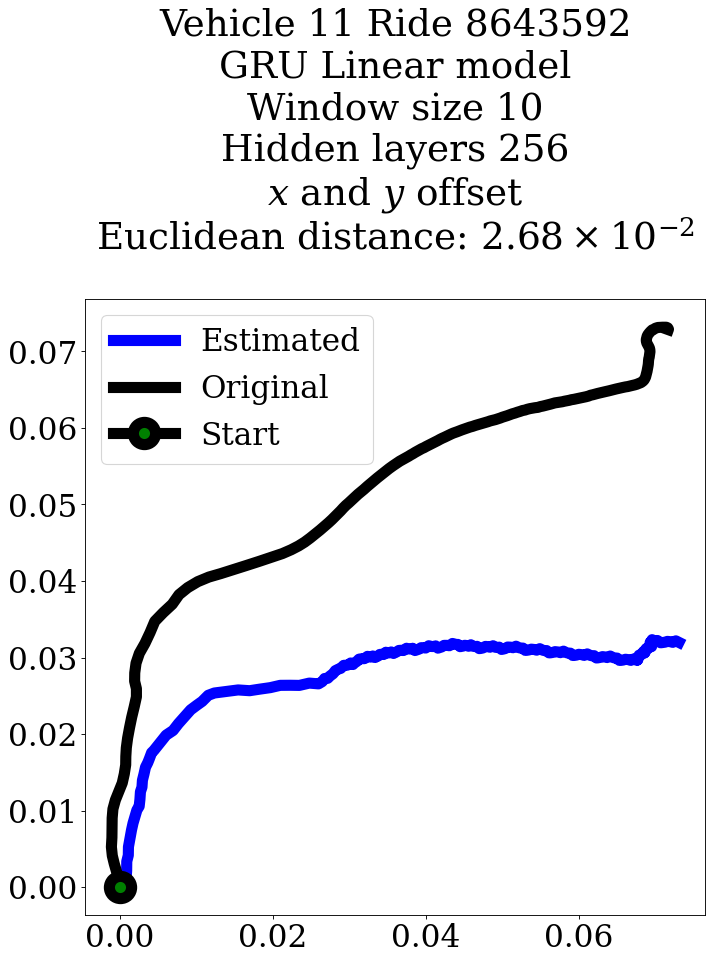 Vehicle 11 Ride 8643592
GRU Linear model
Window size 10
Hidden layers 256
x and y offset
Euclidean distance: 2.68 × 10⁻²
Estimated
Original
Start
0.07
0.06
0.05
0.04
0.03
0.02
0.01
0.00
0.00 0.02 0.04 0.06